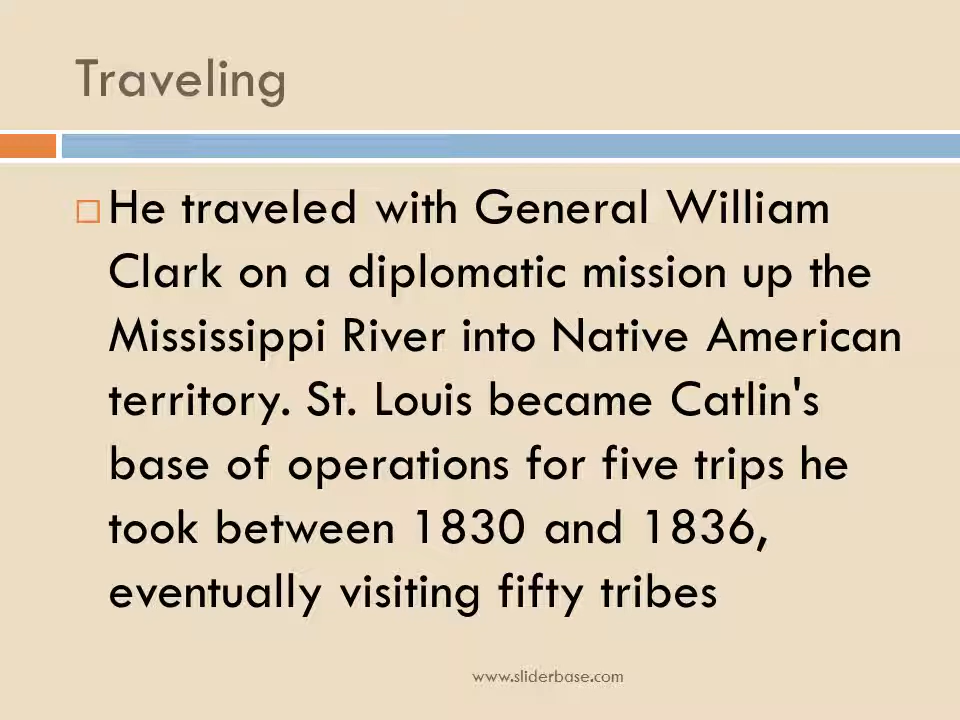 Traveling
He traveled with General William
Clark on a diplomatic mission up the
Mississippi River into Native American
territory. St. Louis became Catlin's
base of operations for five trips he
took between 1830 and 1836,
eventually visiting fifty tribes
www.sliderbase.com